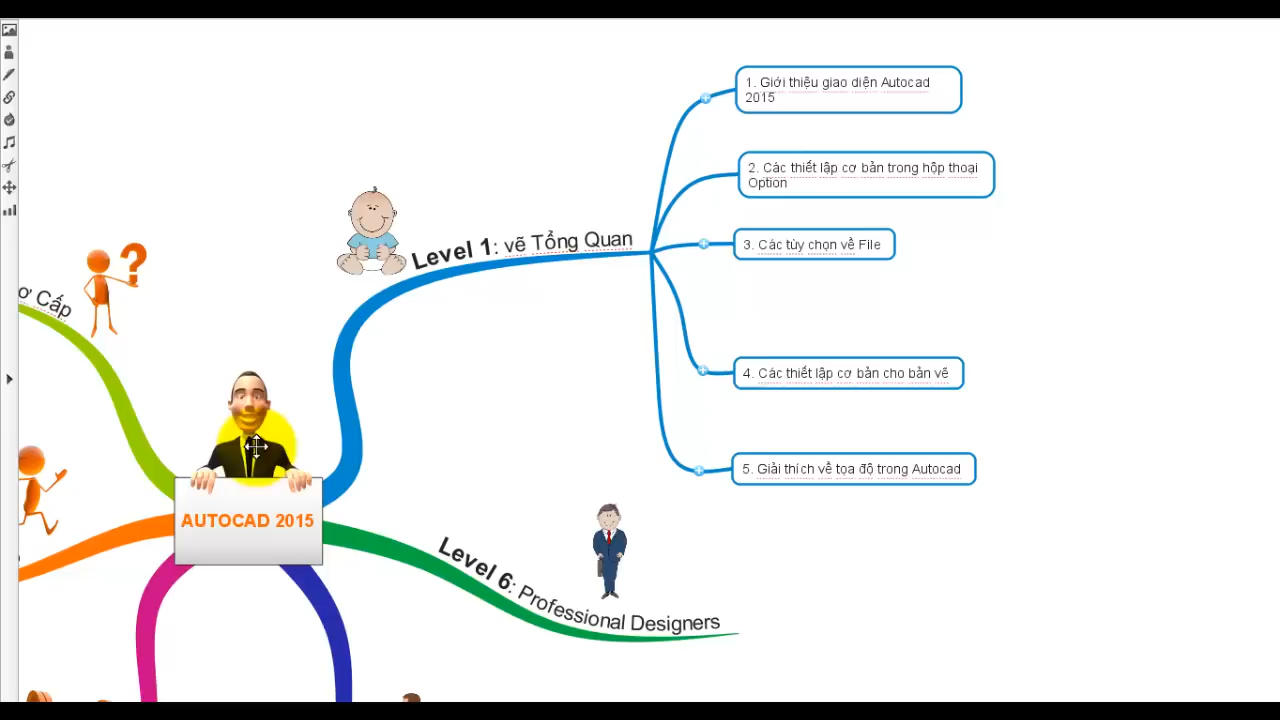 1. Giới thiệu giao diện Autocad
2015
2. Các thiết lập cơ bản trong hộp thoại
Option
Level 1: vẽ Tổng Quan
3. Các tùy chọn về File
?
ơ Cấp
4. Các thiết lập cơ bản cho bản vẽ
5. Giải thích về tọa độ trong Autocad
AUTOCAD 2015
Level 6: Professional Designers